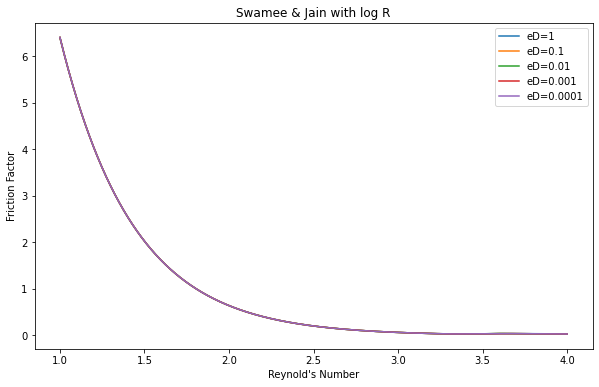 Swamee & Jain with log R
eD=1
eD=0.1
eD=0.01
eD=0.001
eD=0.0001
Friction Factor
6
5
4
3
2
1
0
1.0 1.5 2.0 2.5 3.0 3.5 4.0
Reynold's Number